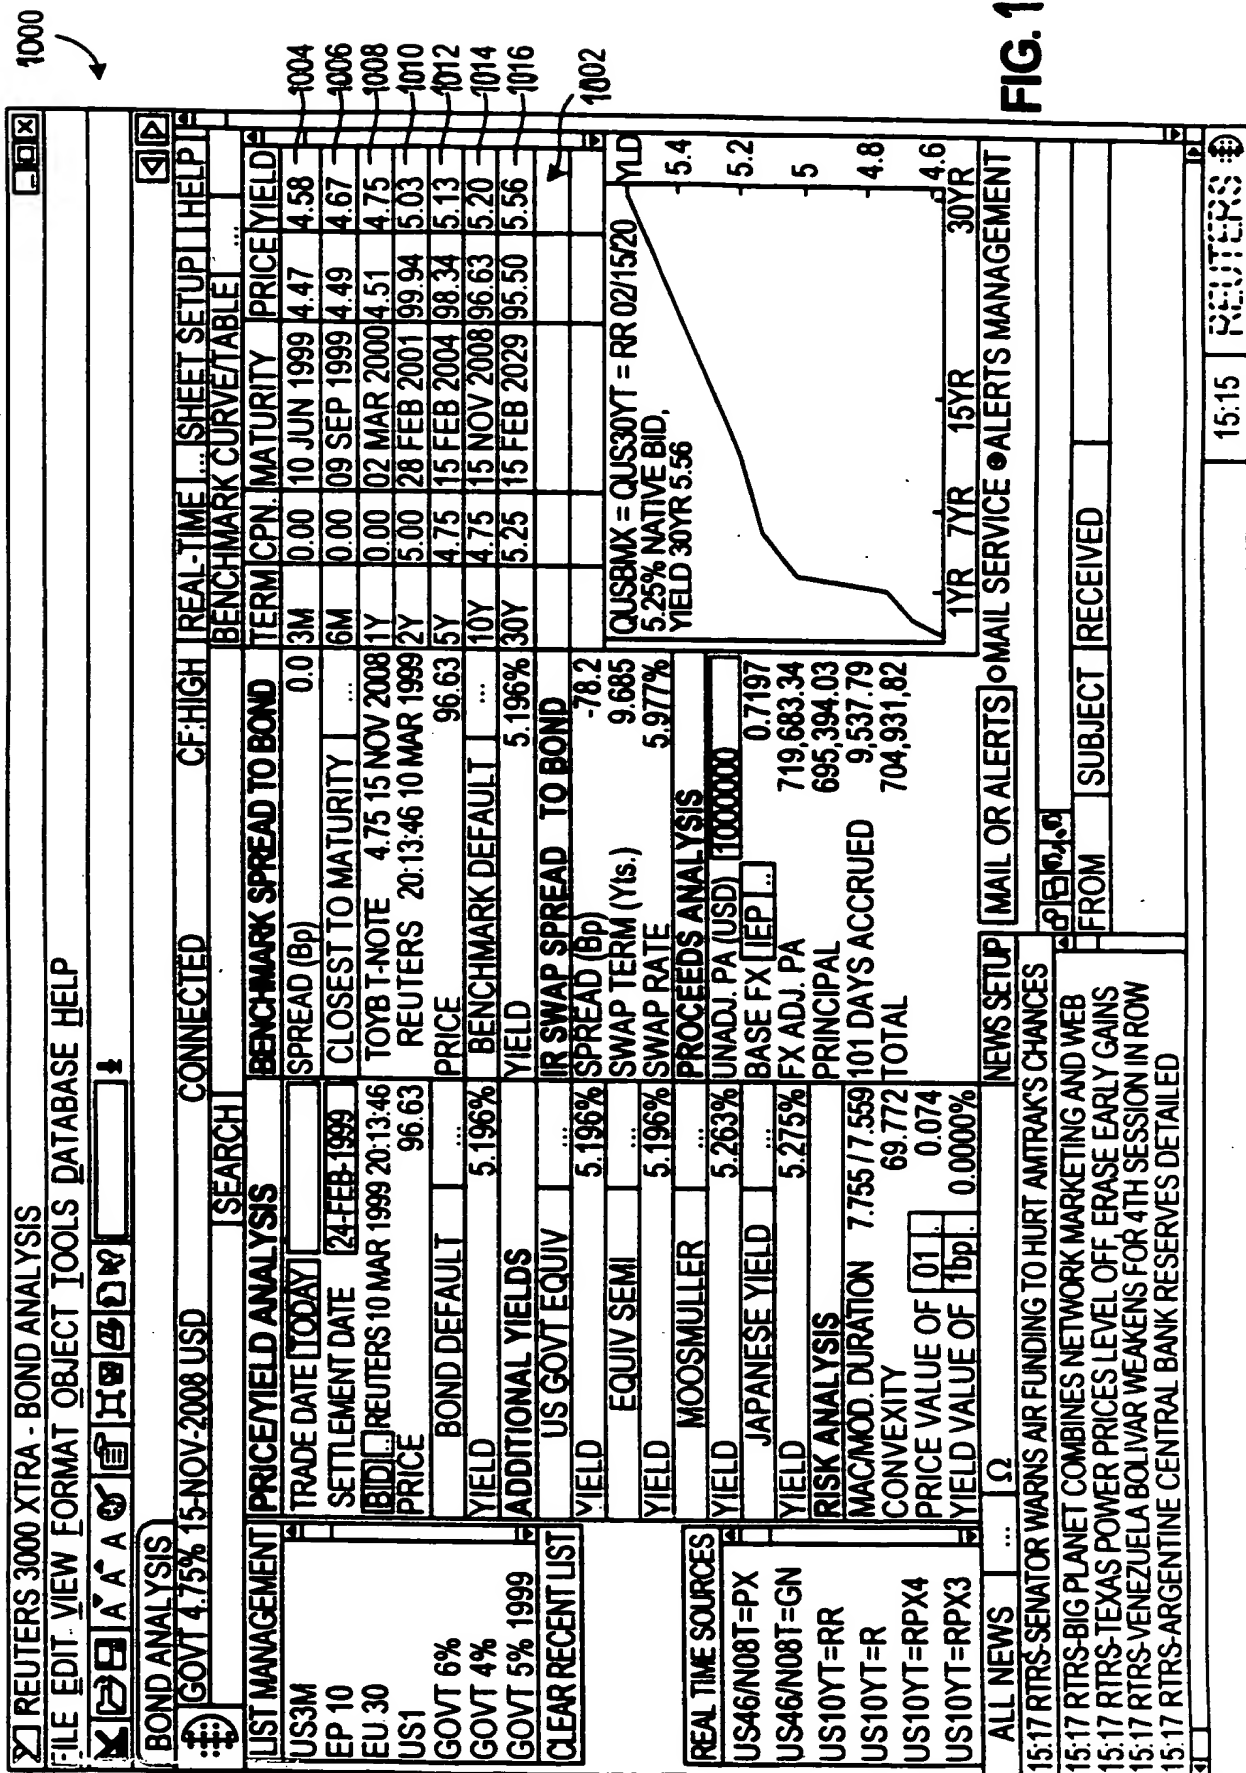 1000
REUTERS 3000 XTRA - BOND ANALYSIS
FILE EDIT VIEW FORMAT OBJECT TOOLS DATABASE HELP
BOND ANALYSIS
GOVT 4.75% 15-NOV-2008 USD CONNECTED CF:HIGH REAL-TIME ... SHEET SETUP HELP
SEARCH
LIST MANAGEMENT
US3M
EP 10
EU 30
US1
GOVT 6%
GOVT 4%
GOVT 5% 1999
CLEAR RECENT LIST
REAL TIME SOURCES
US46/N08T=PX
US46/N08T=GN
US10YT=RR
US10YT=R
US10YT=RPX4
US10YT=RPX3
PRICE/YIELD ANALYSIS
TRADE DATE TODAY
SETTLEMENT DATE 24-FEB-1999
BID ... REUTERS 10 MAR 1999 20:13:46
PRICE 96.63
BOND DEFAULT ...
YIELD 5.196%
ADDITIONAL YIELDS
US GOVT EQUIV ...
YIELD 5.196%
EQUIV SEMI ...
YIELD 5.196%
MOOSMULLER ...
YIELD 5.263%
JAPANESE YIELD ...
YIELD 5.275%
RISK ANALYSIS
MAC/MOD. DURATION 7.755 / 7.559
CONVEXITY 69.772
PRICE VALUE OF 01 . 0.074
YIELD VALUE OF 1bp . 0.0000%
BENCHMARK SPREAD TO BOND
SPREAD (Bp) 0.0
CLOSEST TO MATURITY ...
TOYB T-NOTE 4.75 15 NOV 2008
REUTERS 20:13:46 10 MAR 1999
PRICE 96.63
BENCHMARK DEFAULT ...
YIELD 5.196%
IR SWAP SPREAD TO BOND
SPREAD (Bp) -78.2
SWAP TERM (Yts.) 9.685
SWAP RATE 5.977%
PROCEEDS ANALYSIS
UNADJ. PA (USD) 1000000
BASE FX IEP ... 0.7197
FX ADJ. PA 719,683.34
PRINCIPAL 695,394.03
101 DAYS ACCRUED 9,537.79
TOTAL 704,931,82
BENCHMARK CURVE/TABLE ...
TERM CPN. MATURITY PRICE YIELD
3M 0.00 10 JUN 1999 4.47 4.58 1004
6M 0.00 09 SEP 1999 4.49 4.67 1006
1Y 0.00 02 MAR 2000 4.51 4.75 1008
2Y 5.00 28 FEB 2001 99.94 5.03 1010
5Y 4.75 15 FEB 2004 98.34 5.13 1012
10Y 4.75 15 NOV 2008 96.63 5.20 1014
30Y 5.25 15 FEB 2029 95.50 5.56 1016
1002
QUSBMX = QUS30YT = RR 02/15/20
5.25% NATIVE BID,
YIELD 30YR 5.56
YLD
5.4
5.2
5
4.8
4.6
1YR 7YR 15YR 30YR
ALL NEWS ... Ω NEWS SETUP
15:17 RTRS-SENATOR WARNS AIR FUNDING TO HURT AMTRAK'S CHANCES
15:17 RTRS-BIG PLANET COMBINES NETWORK MARKETING AND WEB
15:17 RTRS-TEXAS POWER PRICES LEVEL OFF, ERASE EARLY GAINS
15:17 RTRS-VENEZUELA BOLIVAR WEAKENS FOR 4TH SESSION IN ROW
15:17 RTRS-ARGENTINE CENTRAL BANK RESERVES DETAILED
MAIL OR ALERTS MAIL SERVICE ALERTS MANAGEMENT
FROM SUBJECT RECEIVED
15:15 REUTERS
FIG. 1